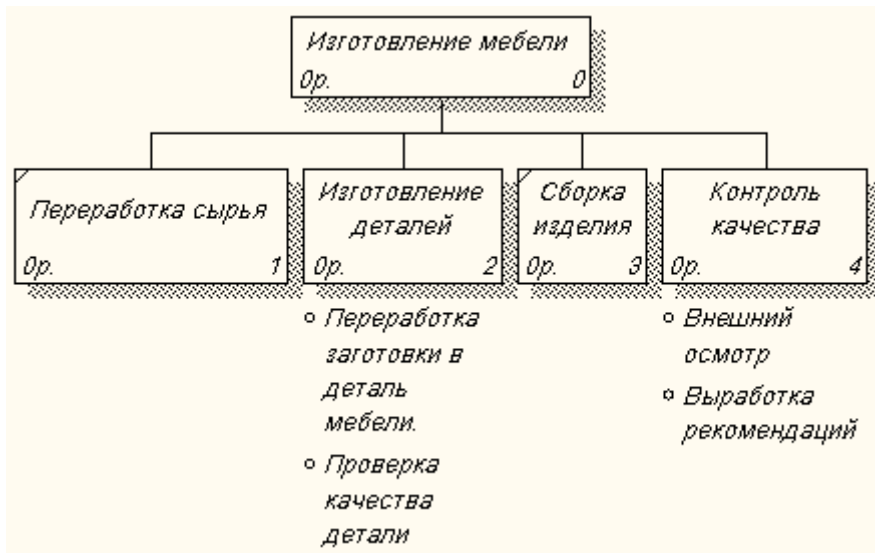 Изготовление мебели
0р. 0
Переработка сырья
0р. 1
Изготовление
деталей
0р. 2
Сборка
изделия
0р. 3
Контроль
качества
0р. 4
Переработка
заготовки в
деталь
мебели.
Проверка
качества
детали
Внешний
осмотр
Выработка
рекомендаций